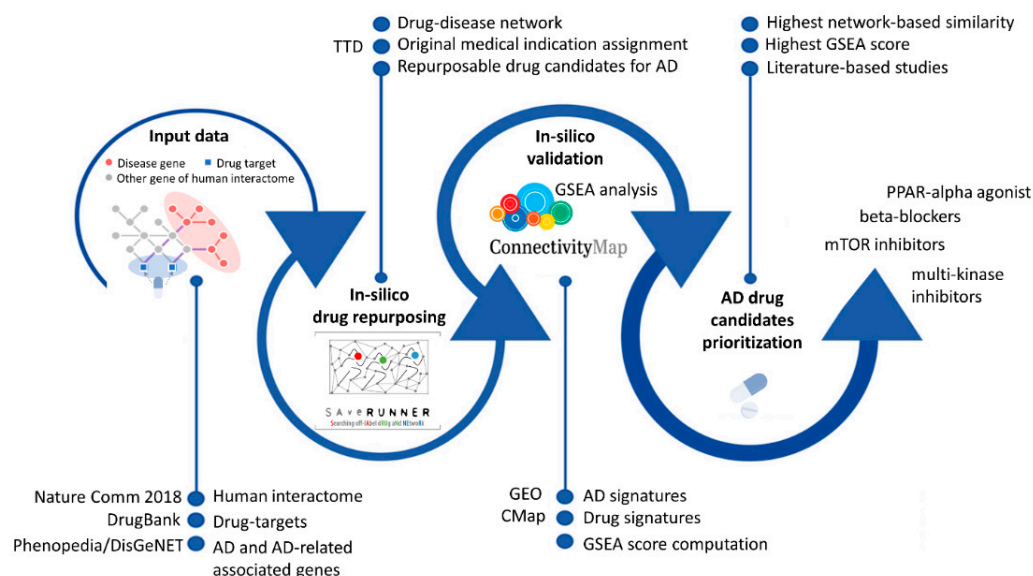 Drug-disease network
TTD Original medical indication assignment
Repurposable drug candidates for AD
Highest network-based similarity
Highest GSEA score
Literature-based studies
Input data
Disease gene Drug target
Other gene of human interactome
In-silico
drug repurposing
SAveRUNNER
Searching off-lAbel dRUg aNd NEtwoRk
In-silico
validation
GSEA analysis
ConnectivityMap
AD drug
candidates
prioritization
PPAR-alpha agonist
beta-blockers
mTOR inhibitors
multi-kinase
inhibitors
Nature Comm 2018 Human interactome
DrugBank Drug-targets
Phenopedia/DisGeNET AD and AD-related
associated genes
GEO AD signatures
CMap Drug signatures
GSEA score computation